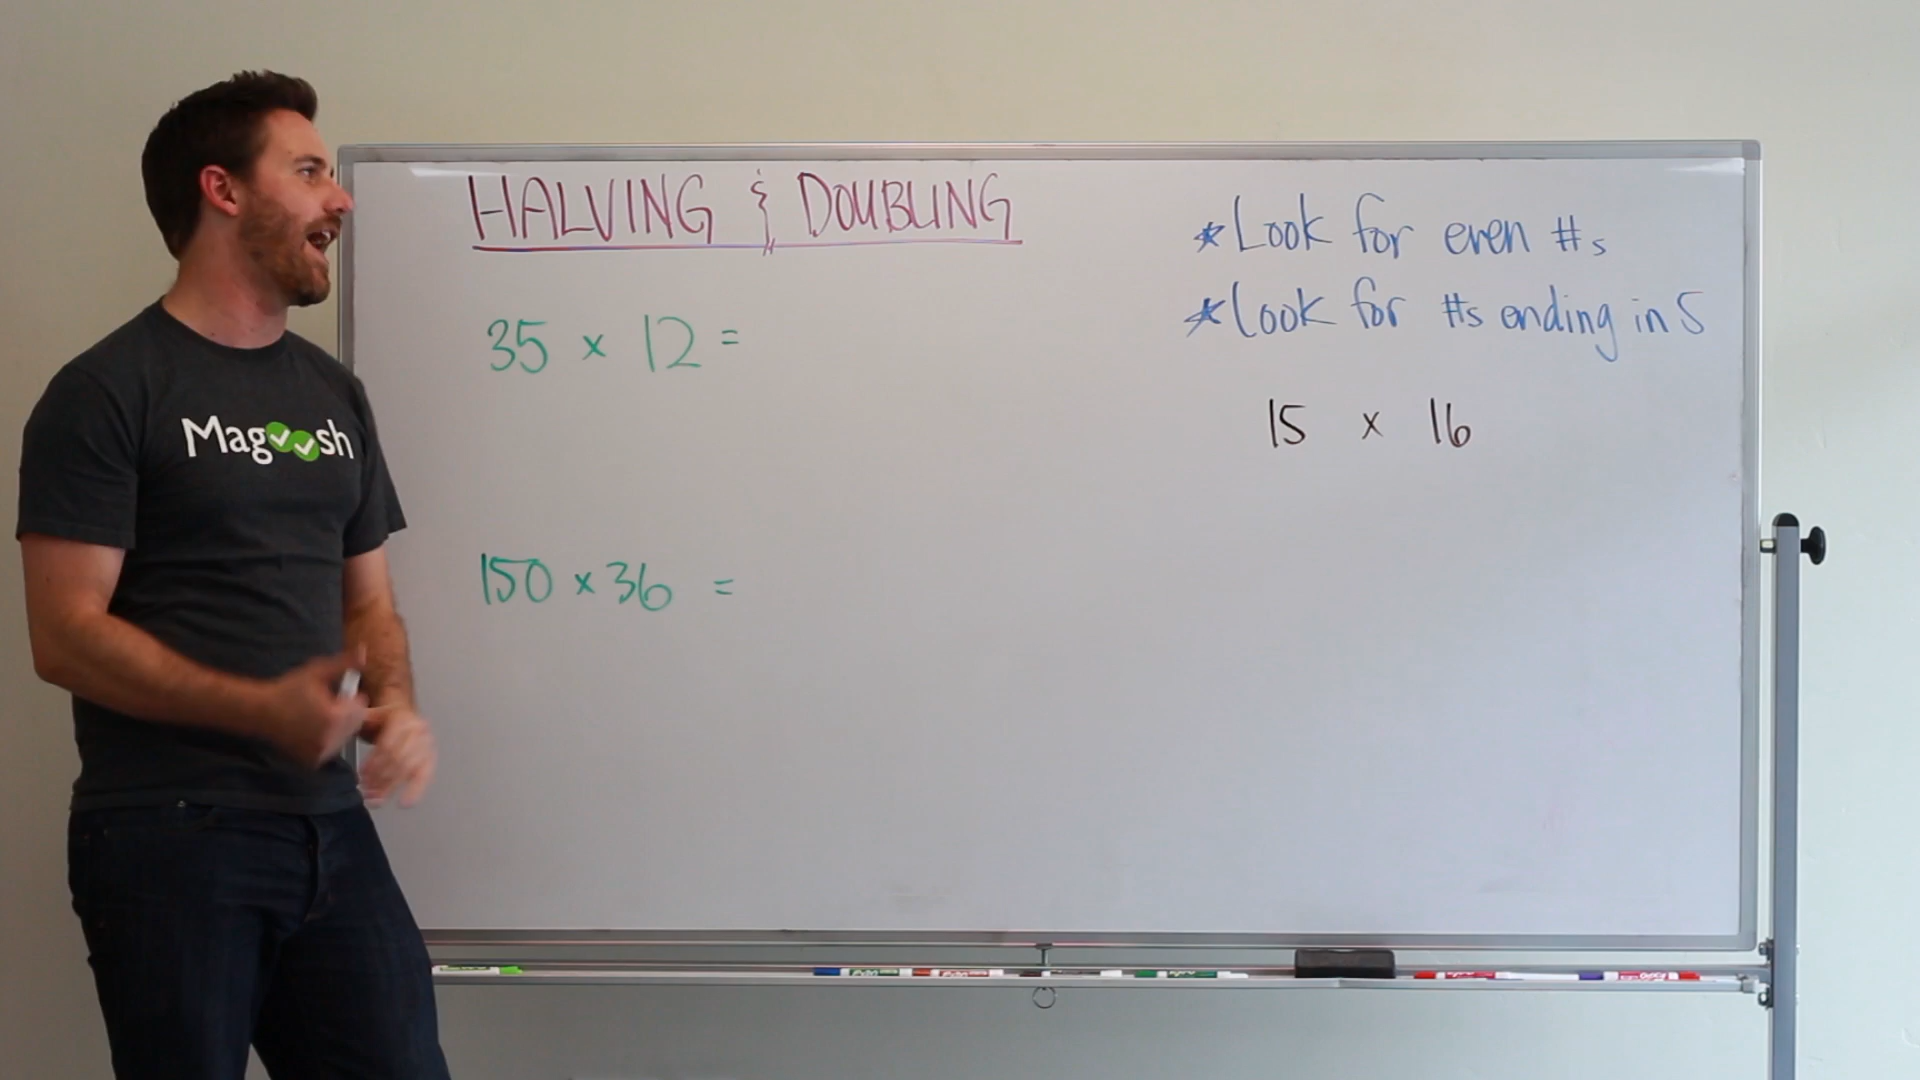 HALVING & DOUBLING
35 x 12 =
150 x 36 =
*Look for even #s
*Look for #s ending in 5
15 x 16
Magoosh